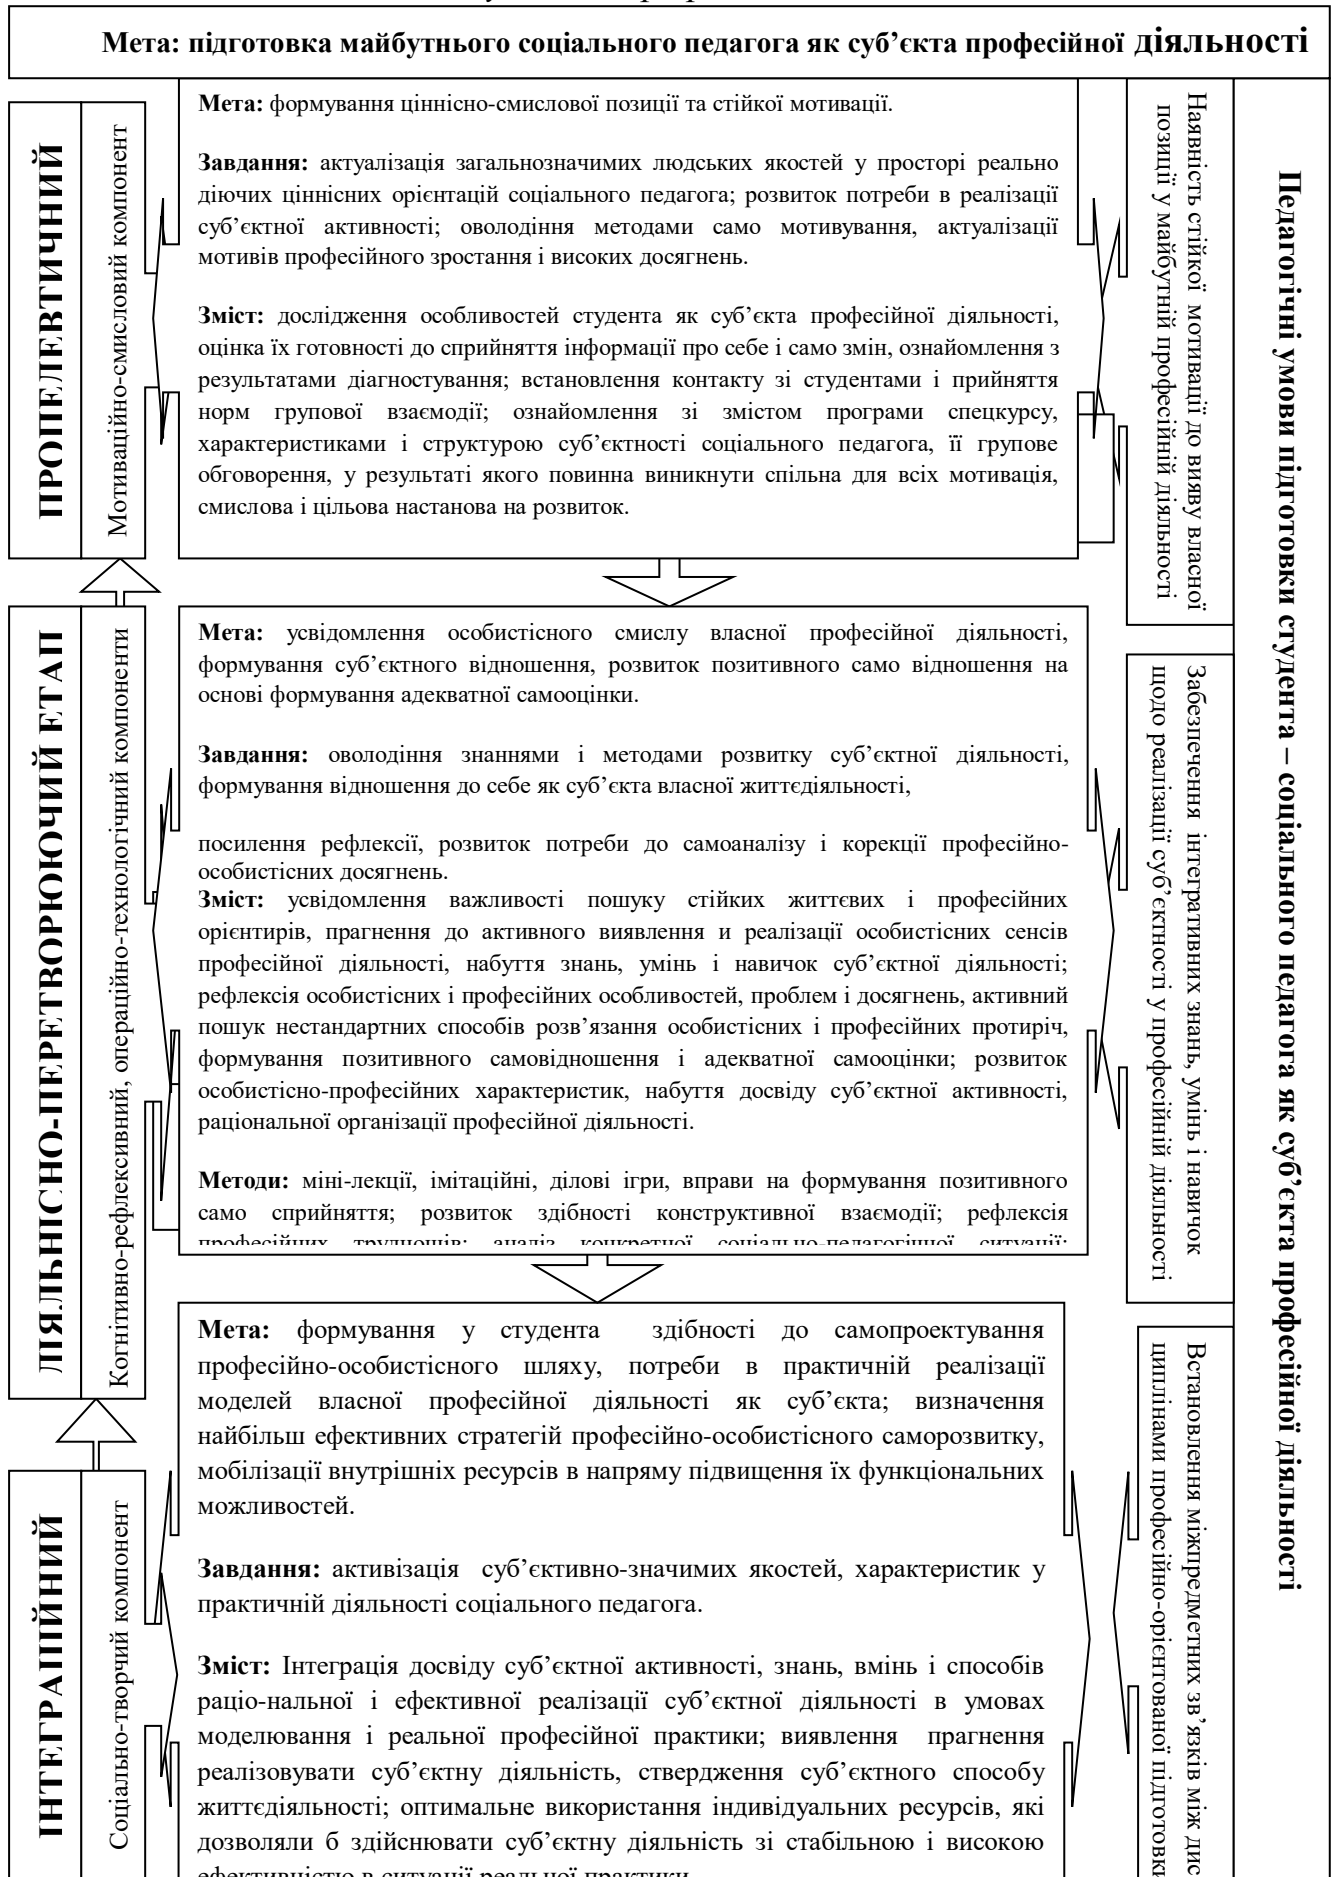 Мета: підготовка майбутнього соціального педагога як суб’єкта професійної діяльності
ПРОПЕДЕВТИЧНИЙ
Мотиваційно-смисловий компонент
Мета: формування ціннісно-смислової позиції та стійкої мотивації.
Завдання: актуалізація загальнозначимих людських якостей у просторі реально
діючих ціннісних орієнтацій соціального педагога; розвиток потреби в реалізації
суб’єктної активності; оволодіння методами само мотивування, актуалізації
мотивів професійного зростання і високих досягнень.
Зміст: дослідження особливостей студента як суб’єкта професійної діяльності,
оцінка їх готовності до сприйняття інформації про себе і само змін, ознайомлення з
результатами діагностування; встановлення контакту зі студентами і прийняття
норм групової взаємодії; ознайомлення зі змістом програми спецкурсу,
характеристиками і структурою суб’єктності соціального педагога, її групове
обговорення, у результаті якого повинна виникнути спільна для всіх мотивація,
смислова і цільова настанова на розвиток.
Наявність стійкої мотивації до вияву власної
позиції у майбутній професійній діяльності
Педагогічні умови підготовки студента – соціального педагога як суб’єкта професійної діяльності
ДІЯЛЬНІСНО-ПЕРЕТВОРЮЮЧИЙ ЕТАП
Когнітивно-рефлексивний, операційно-технологічний компоненти
Мета: усвідомлення особистісного смислу власної професійної діяльності,
формування суб’єктного відношення, розвиток позитивного само відношення на
основі формування адекватної самооцінки.
Завдання: оволодіння знаннями і методами розвитку суб’єктної діяльності,
формування відношення до себе як суб’єкта власної життєдіяльності,
посилення рефлексії, розвиток потреби до самоаналізу і корекції професійно-
особистісних досягнень.
Зміст: усвідомлення важливості пошуку стійких життєвих і професійних
орієнтирів, прагнення до активного виявлення и реалізації особистісних сенсів
професійної діяльності, набуття знань, умінь і навичок суб’єктної діяльності;
рефлексія особистісних і професійних особливостей, проблем і досягнень, активний
пошук нестандартних способів розв’язання особистісних і професійних протиріч,
формування позитивного самовідношення і адекватної самооцінки; розвиток
особистісно-професійних характеристик, набуття досвіду суб’єктної активності,
раціональної організації професійної діяльності.
Методи: міні-лекції, імітаційні, ділові ігри, вправи на формування позитивного
само сприйняття; розвиток здібності конструктивної взаємодії; рефлексія
професійних труднощів; аналіз конкретної соціально-педагогічної ситуації;
Забезпечення інтегративних знань, умінь і навичок
щодо реалізації суб’єктності у професійній діяльності
ІНТЕГРАЦІЙНИЙ
Соціально-творчий компонент
Мета: формування у студента здібності до самопроектування
професійно-особистісного шляху, потреби в практичній реалізації
моделей власної професійної діяльності як суб’єкта; визначення
найбільш ефективних стратегій професійно-особистісного саморозвитку,
мобілізації внутрішніх ресурсів в напряму підвищення їх функціональних
можливостей.
Завдання: активізація суб’єктивно-значимих якостей, характеристик у
практичній діяльності соціального педагога.
Зміст: Інтеграція досвіду суб’єктної активності, знань, вмінь і способів
раціо-нальної і ефективної реалізації суб’єктної діяльності в умовах
моделювання і реальної професійної практики; виявлення прагнення
реалізовувати суб’єктну діяльність, ствердження суб’єктного способу
життєдіяльності; оптимальне використання індивідуальних ресурсів, які
дозволяли б здійснювати суб’єктну діяльність зі стабільною і високою
ефективністю в ситуації реальної практики.
Встановлення міжпредметних зв’язків між дис
циплінами професійно-орієнтованої підготовки